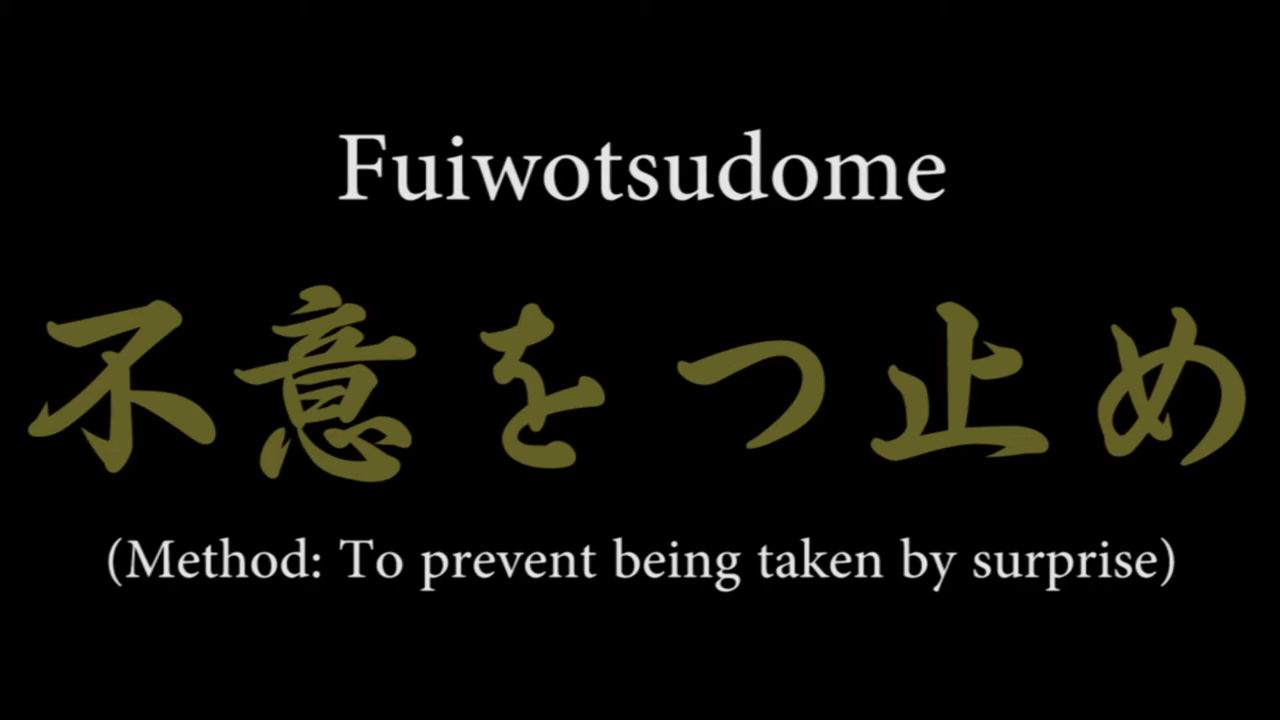 Fuiwotsudome
不意をつ止め
(Method: To prevent being taken by surprise)